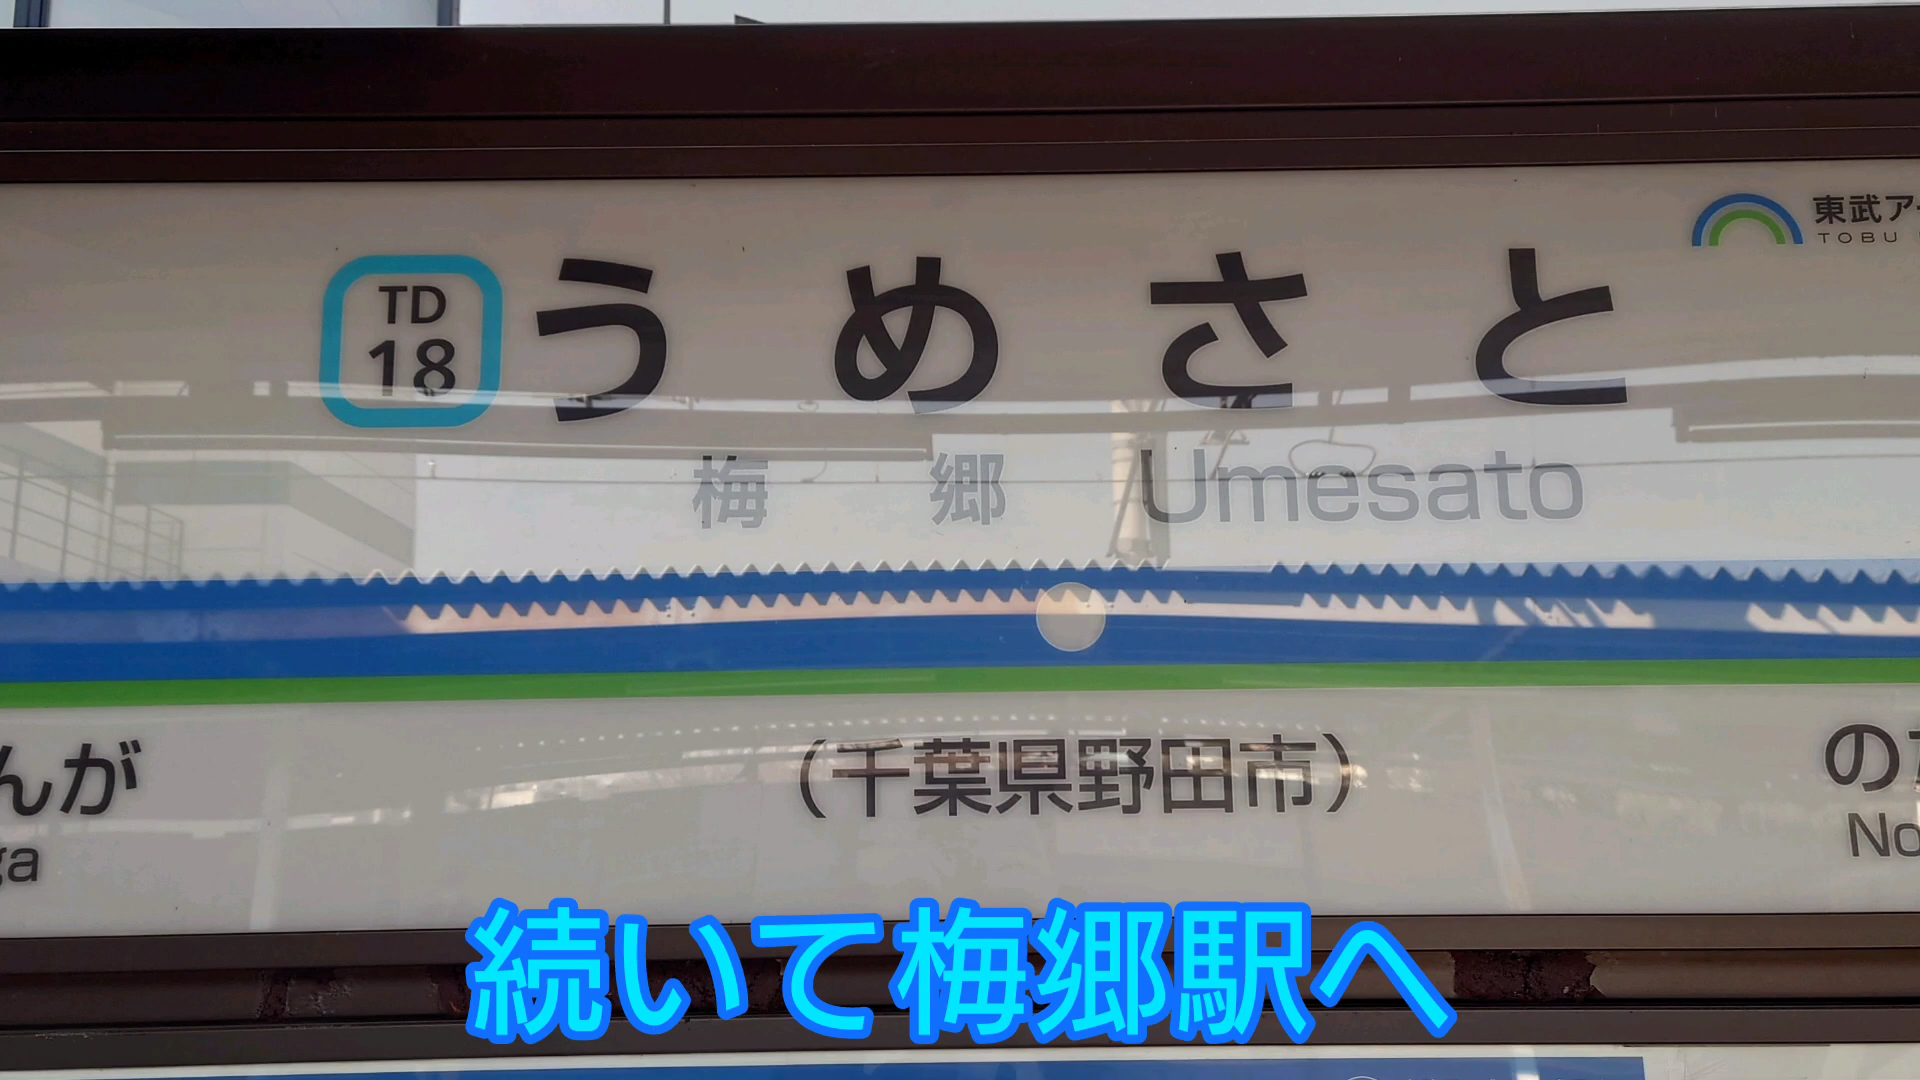 東武アー
TOBU
TD
18
うめさと
梅郷 Umesato
んが
(千葉県野田市)
の
ga
No
続いて梅郷駅へ